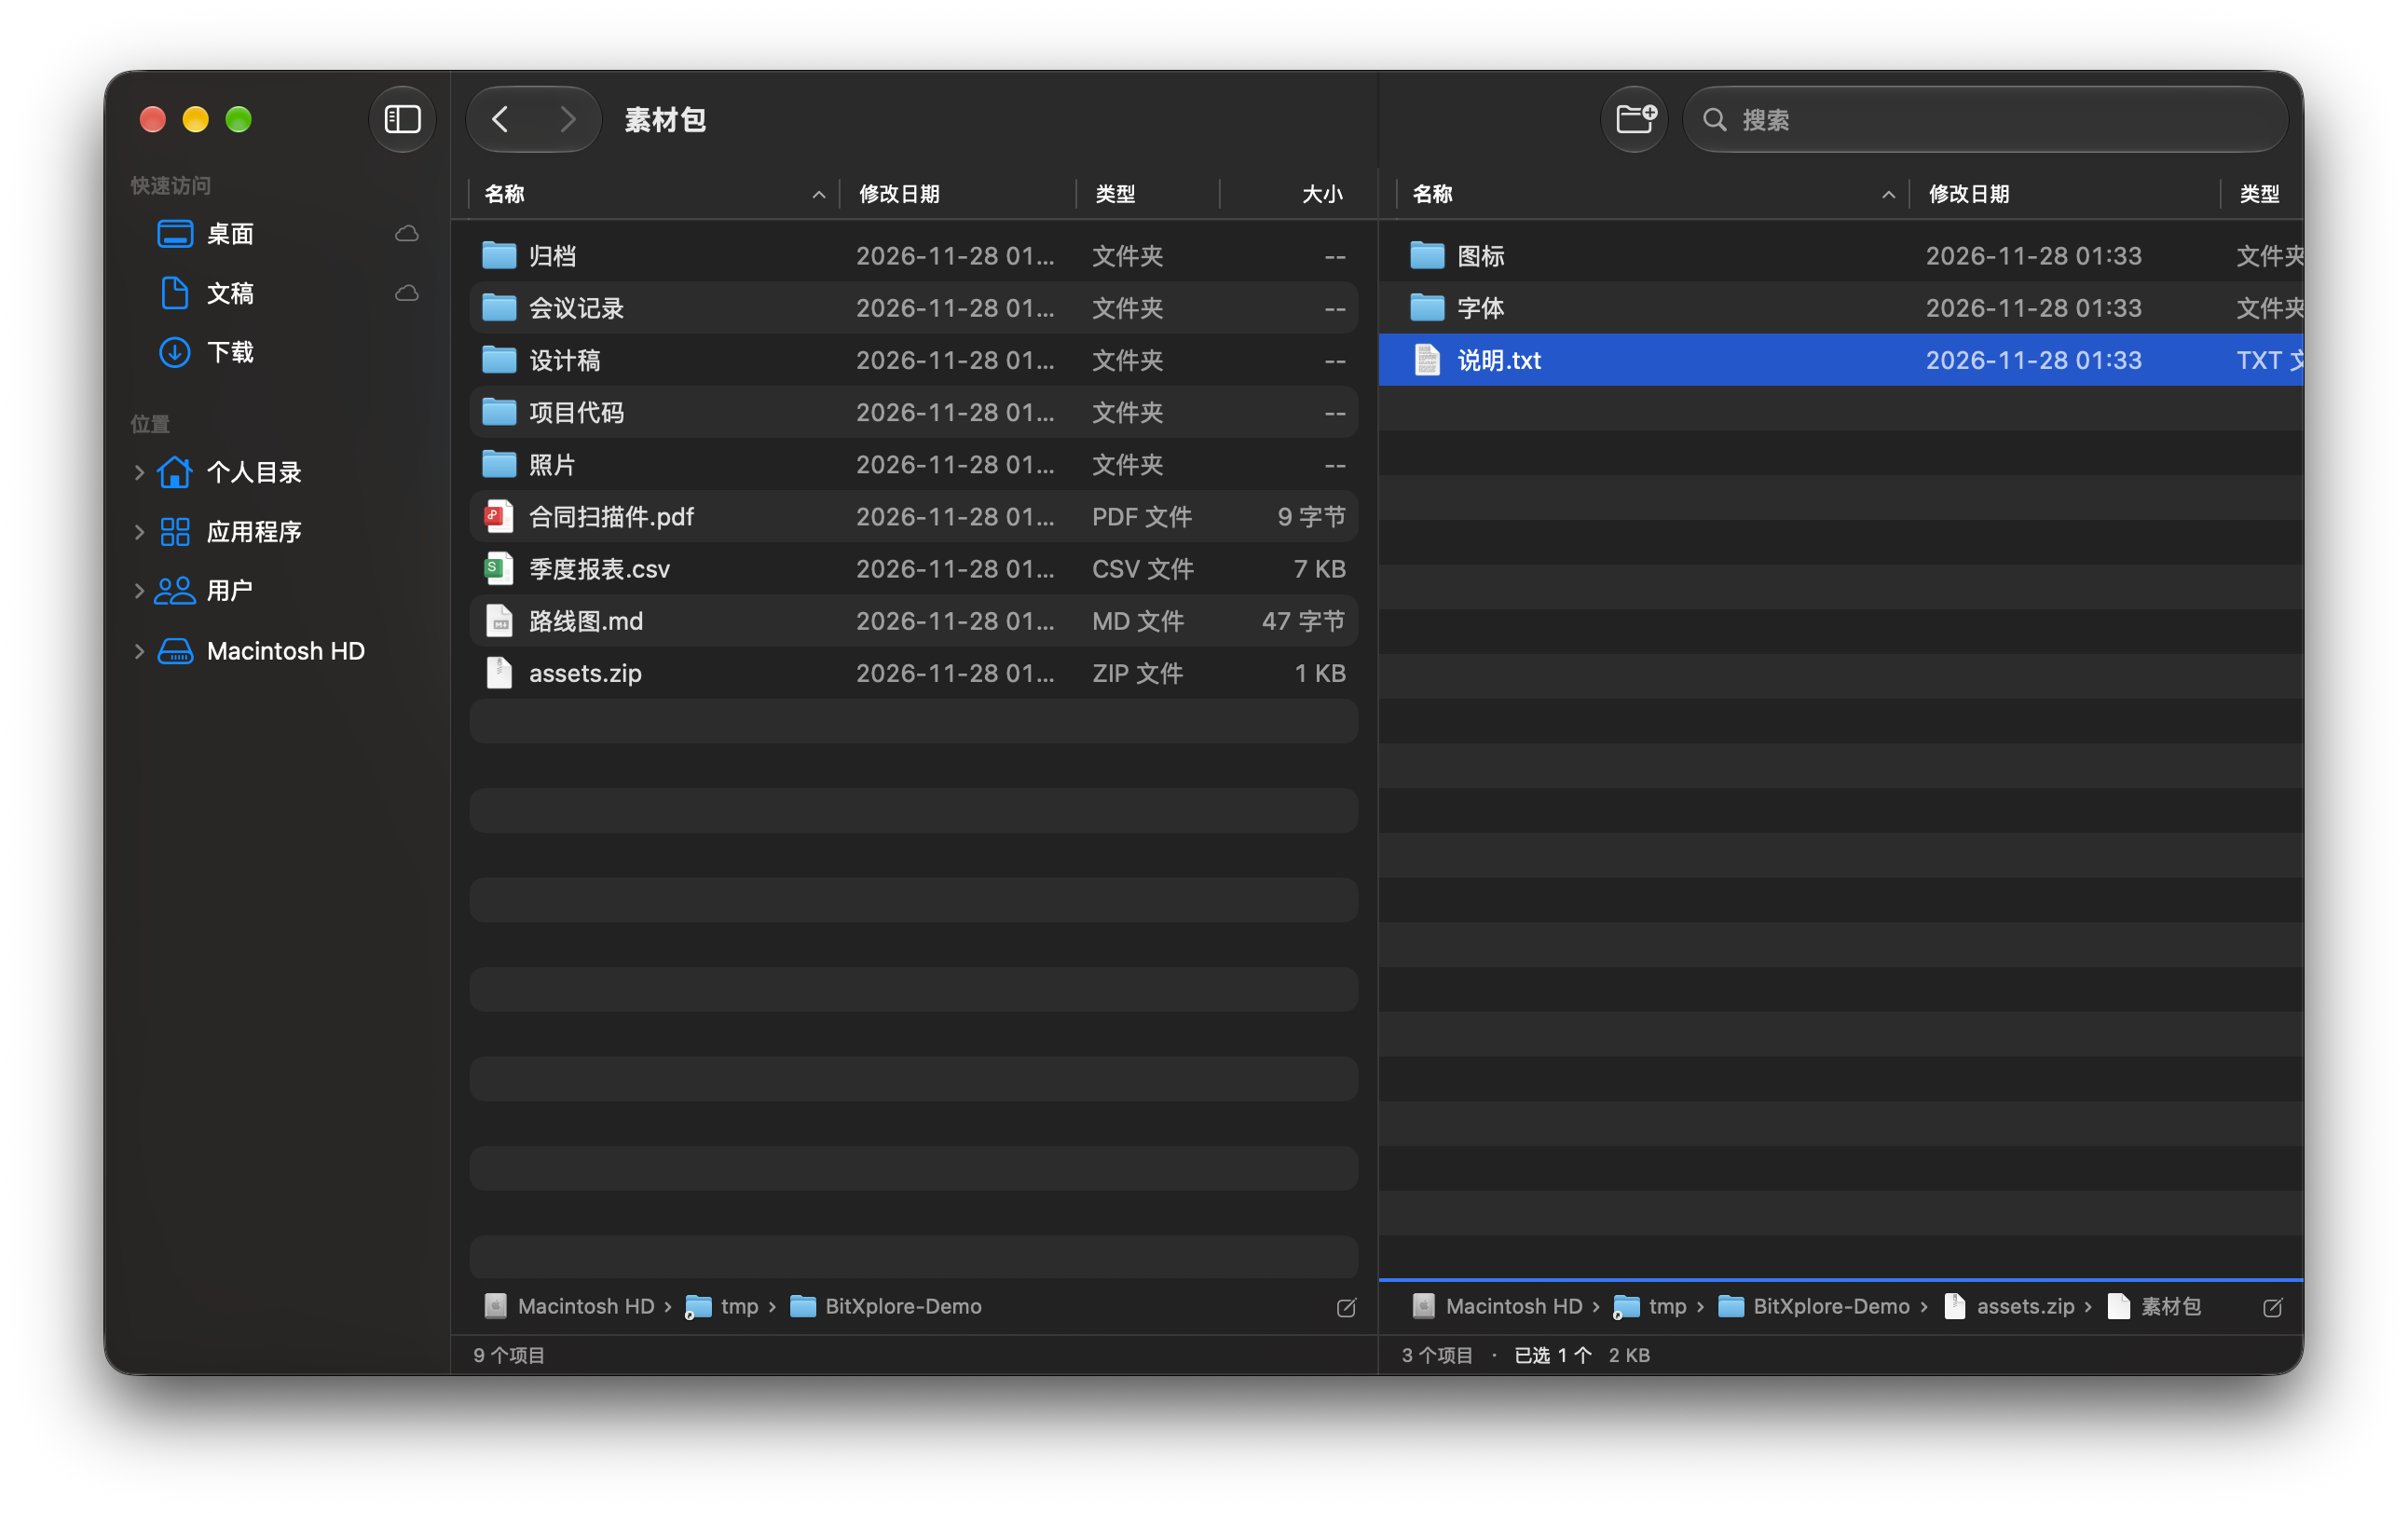 素材包
搜索
快速访问
桌面
文稿
下载
位置
个人目录
应用程序
用户
Macintosh HD
名称 修改日期 类型 大小
归档 2026-11-28 01... 文件夹 --
会议记录 2026-11-28 01... 文件夹 --
设计稿 2026-11-28 01... 文件夹 --
项目代码 2026-11-28 01... 文件夹 --
照片 2026-11-28 01... 文件夹 --
合同扫描件.pdf 2026-11-28 01... PDF 文件 9 字节
季度报表.csv 2026-11-28 01... CSV 文件 7 KB
路线图.md 2026-11-28 01... MD 文件 47 字节
assets.zip 2026-11-28 01... ZIP 文件 1 KB
Macintosh HD › tmp › BitXplore-Demo
9 个项目
名称 修改日期 类型
图标 2026-11-28 01:33 文件夹
字体 2026-11-28 01:33 文件夹
说明.txt 2026-11-28 01:33 TXT 文
Macintosh HD › tmp › BitXplore-Demo › assets.zip › 素材包
3 个项目 · 已选 1 个 2 KB